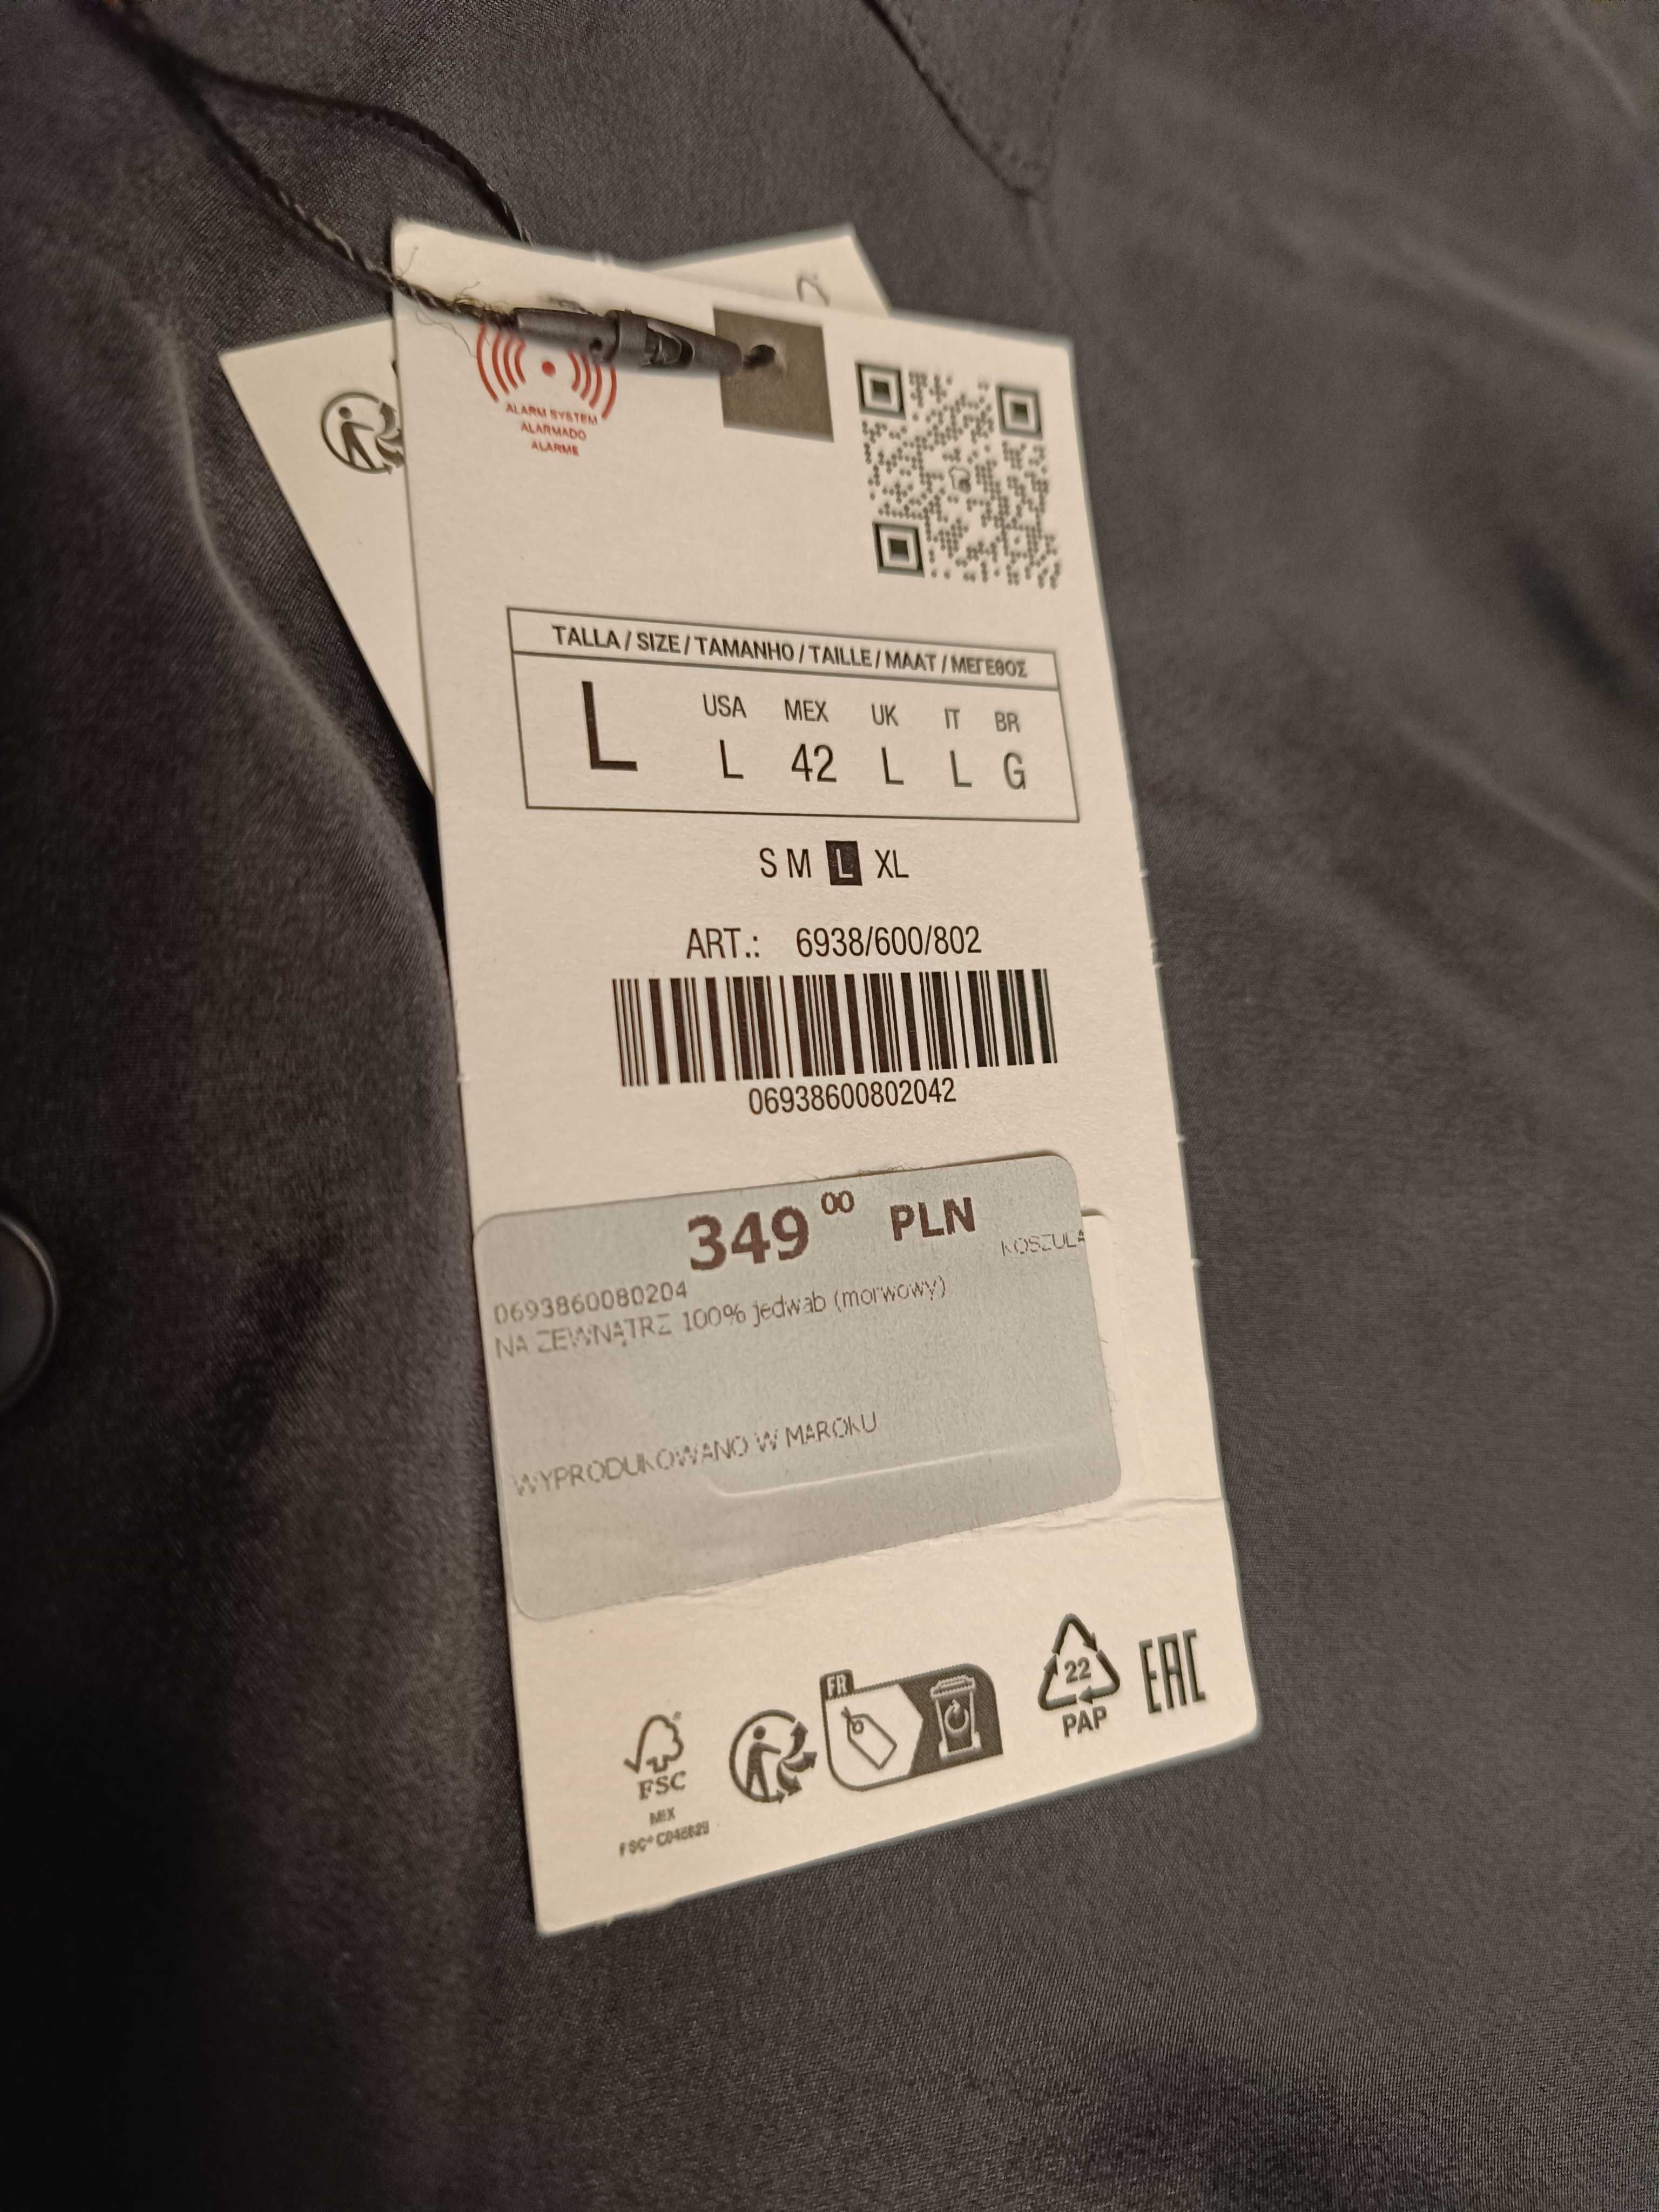 ALARM SYSTEM
ALARMADO
ALARME
TALLA / SIZE / TAMANHO / TAILLE / MAAT / ΜΕΓΕΘΟΣ
L
USA MEX UK IT BR
L 42 L L G
S M L XL
ART.: 6938/600/802
06938600802042
349 00 PLN
KOSZULA
0693860080204
NA ZEWNĄTRZ 100% jedwab (morwowy)
WYPRODUKOWANO W MAROKU
FR
22
PAP
EAC
FSC
MIX